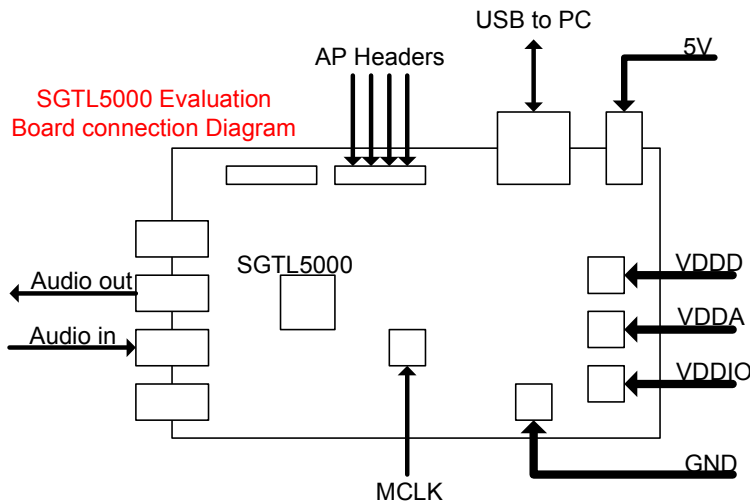 USB to PC
5V
AP Headers
SGTL5000 Evaluation
Board connection Diagram
SGTL5000
VDDD
Audio out
VDDA
Audio in
VDDIO
GND
MCLK